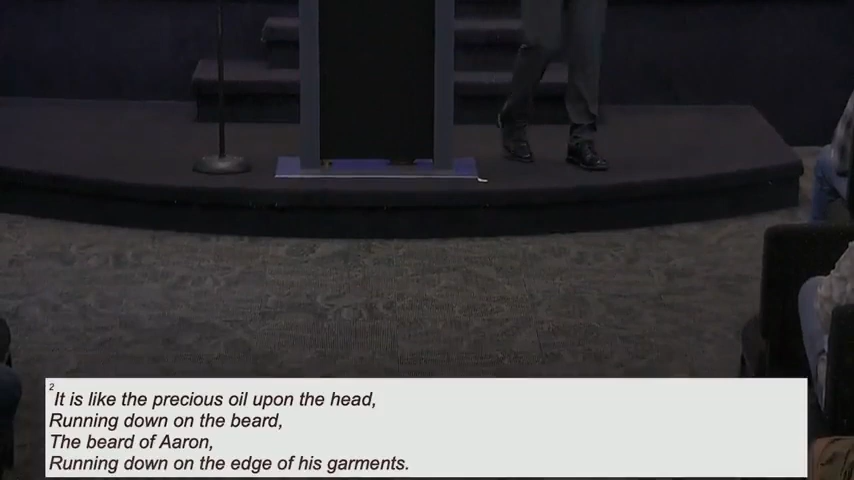 2 It is like the precious oil upon the head,
Running down on the beard,
The beard of Aaron,
Running down on the edge of his garments.